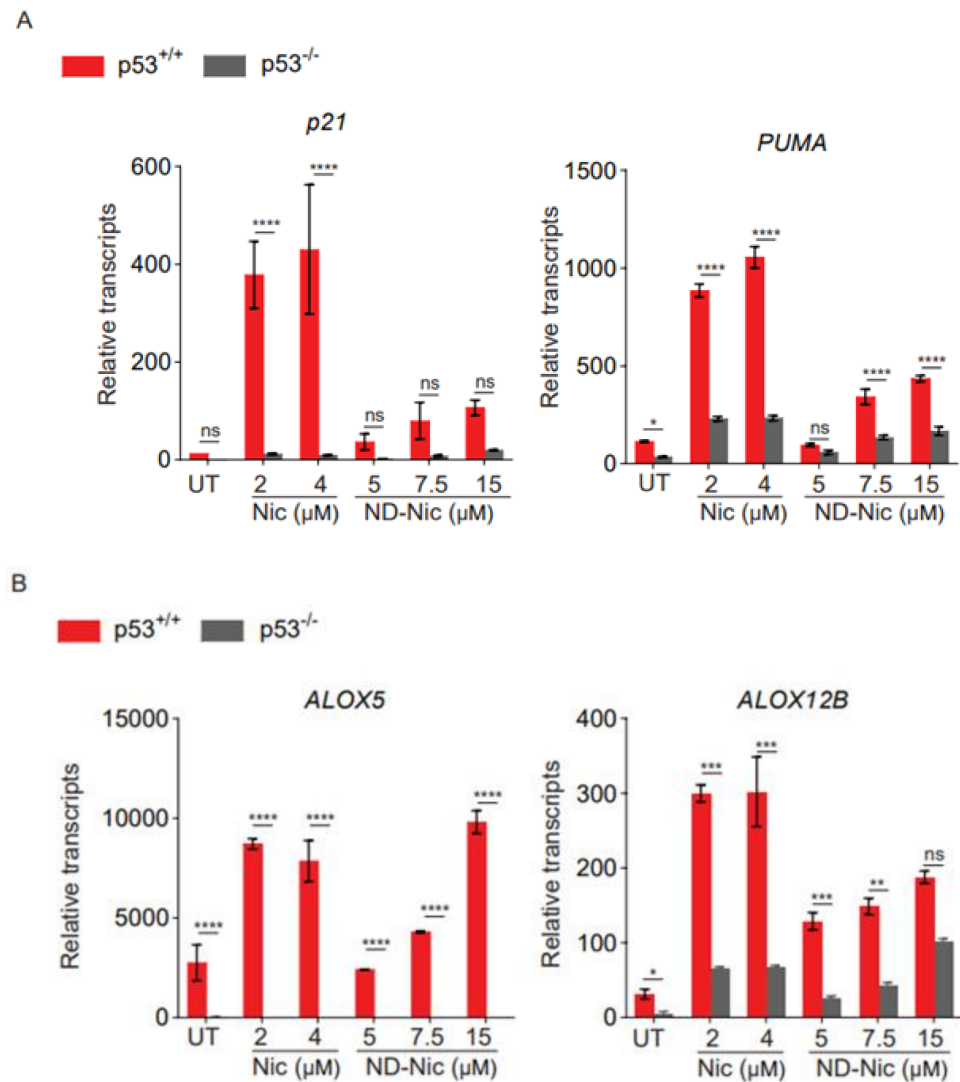 A
p53+/+ p53-/-
p21
PUMA
Relative transcripts
600
400
200
0
**** ****
ns ns ns ns
UT 2 4 5 7.5 15
Nic (µM) ND-Nic (µM)
Relative transcripts
1500
1000
500
0
* **** **** ns **** ****
UT 2 4 5 7.5 15
Nic (µM) ND-Nic (µM)
B
p53+/+ p53-/-
ALOX5
ALOX12B
Relative transcripts
15000
10000
5000
0
**** **** **** **** **** ****
UT 2 4 5 7.5 15
Nic (µM) ND-Nic (µM)
Relative transcripts
400
300
200
100
0
* *** *** *** ** ns
UT 2 4 5 7.5 15
Nic (µM) ND-Nic (µM)